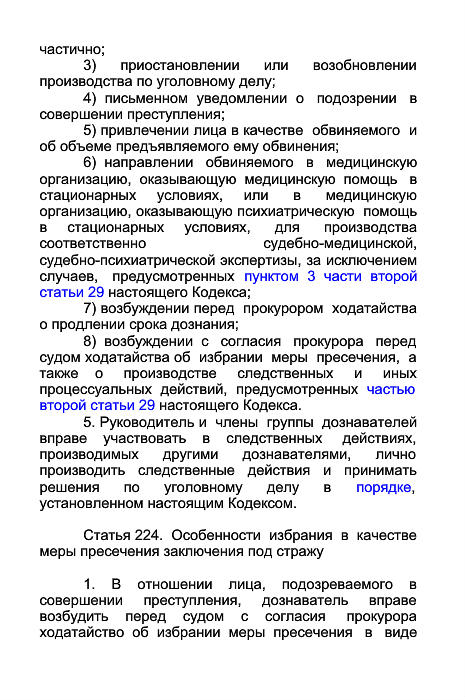 частично;
3) приостановлении или возобновлении
производства по уголовному делу;
4) письменном уведомлении о подозрении в
совершении преступления;
5) привлечении лица в качестве обвиняемого и
об объеме предъявляемого ему обвинения;
6) направлении обвиняемого в медицинскую
организацию, оказывающую медицинскую помощь в
стационарных условиях, или в медицинскую
организацию, оказывающую психиатрическую помощь
в стационарных условиях, для производства
соответственно судебно-медицинской,
судебно-психиатрической экспертизы, за исключением
случаев, предусмотренных пунктом 3 части второй
статьи 29 настоящего Кодекса;
7) возбуждении перед прокурором ходатайства
о продлении срока дознания;
8) возбуждении с согласия прокурора перед
судом ходатайства об избрании меры пресечения, а
также о производстве следственных и иных
процессуальных действий, предусмотренных частью
второй статьи 29 настоящего Кодекса.
5. Руководитель и члены группы дознавателей
вправе участвовать в следственных действиях,
производимых другими дознавателями, лично
производить следственные действия и принимать
решения по уголовному делу в порядке,
установленном настоящим Кодексом.
Статья 224. Особенности избрания в качестве
меры пресечения заключения под стражу
1. В отношении лица, подозреваемого в
совершении преступления, дознаватель вправе
возбудить перед судом с согласия прокурора
ходатайство об избрании меры пресечения в виде